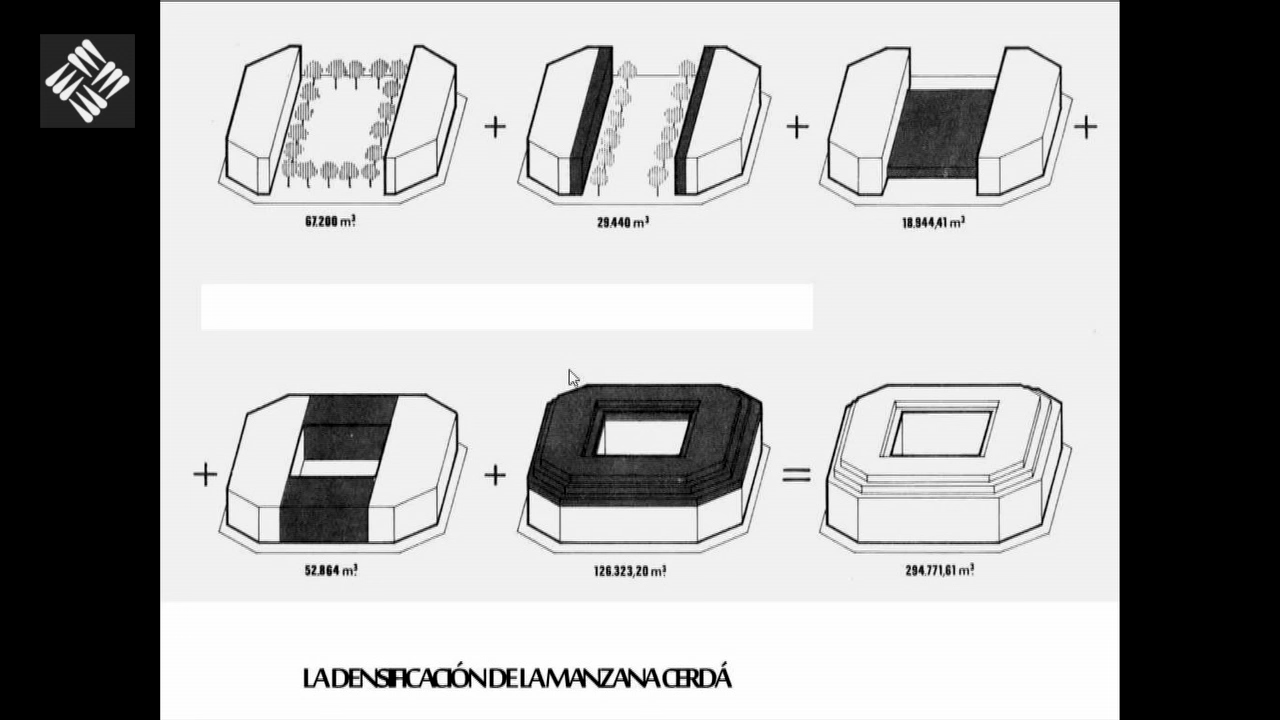 + + +
67.200 m³
29.440 m³
18.944,41 m³
+ + =
52.864 m³
126.323,20 m³
294.771,61 m³
LA DENSIFICACIÓN DE LA MANZANA CERDÁ